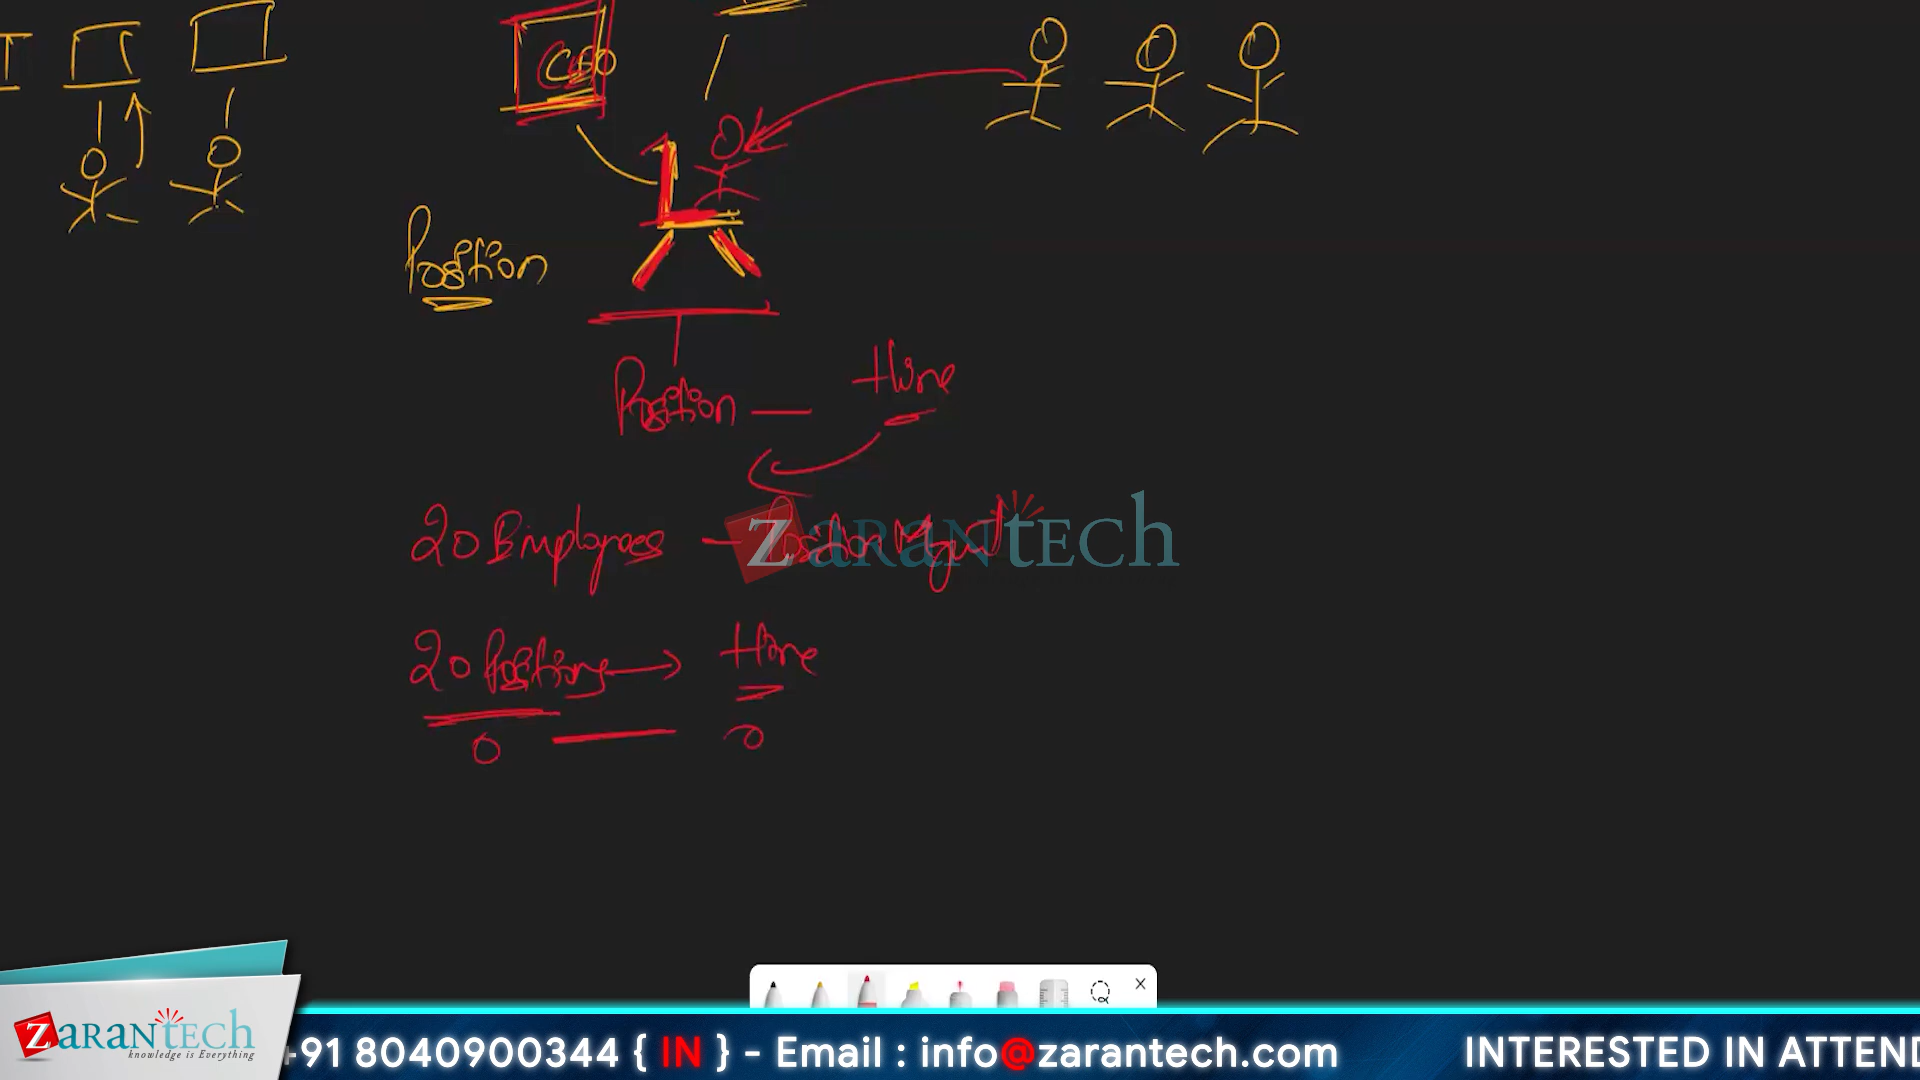 CEO
Position
Position — Hire
20 Employees — Position Mgmt
ZARANTECH
20 Positions → Hire
0 — 0
ZARANTECH
knowledge is Everything
+91 8040900344 { IN } - Email : info@zarantech.com
INTERESTED IN ATTEND